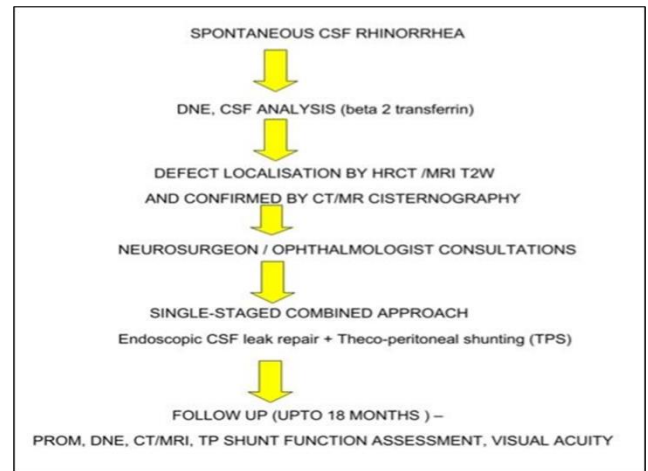 SPONTANEOUS CSF RHINORRHEA
DNE, CSF ANALYSIS (beta 2 transferrin)
DEFECT LOCALISATION BY HRCT /MRI T2W
AND CONFIRMED BY CT/MR CISTERNOGRAPHY
NEUROSURGEON / OPHTHALMOLOGIST CONSULTATIONS
SINGLE-STAGED COMBINED APPROACH
Endoscopic CSF leak repair + Theco-peritoneal shunting (TPS)
FOLLOW UP (UPTO 18 MONTHS ) –
PROM, DNE, CT/MRI, TP SHUNT FUNCTION ASSESSMENT, VISUAL ACUITY